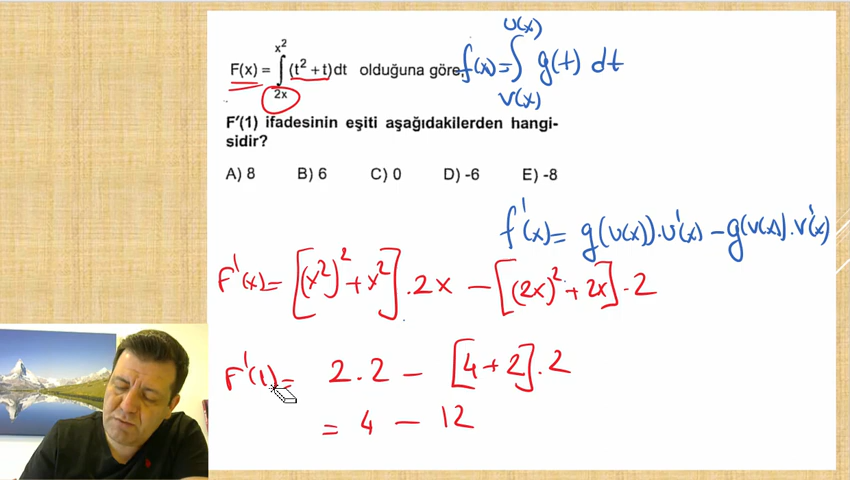 F(x) = ∫_{2x}^{x²} (t² + t)dt olduğuna göre,
f(x) = ∫_{v(x)}^{u(x)} g(t) dt
F′(1) ifadesinin eşiti aşağıdakilerden hangi-
sidir?
A) 8 B) 6 C) 0 D) -6 E) -8
f'(x) = g(u(x)).u'(x) - g(v(x).v'(x)
F'(x) = [(x²)² + x²] . 2x - [(2x)² + 2x] . 2
F'(1) = 2.2 - [4+2].2
= 4 - 12